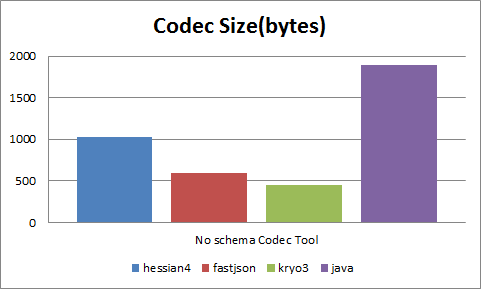 Codec Size(bytes)
2000
1500
1000
500
0
No schema Codec Tool
hessian4 fastjson kryo3 java